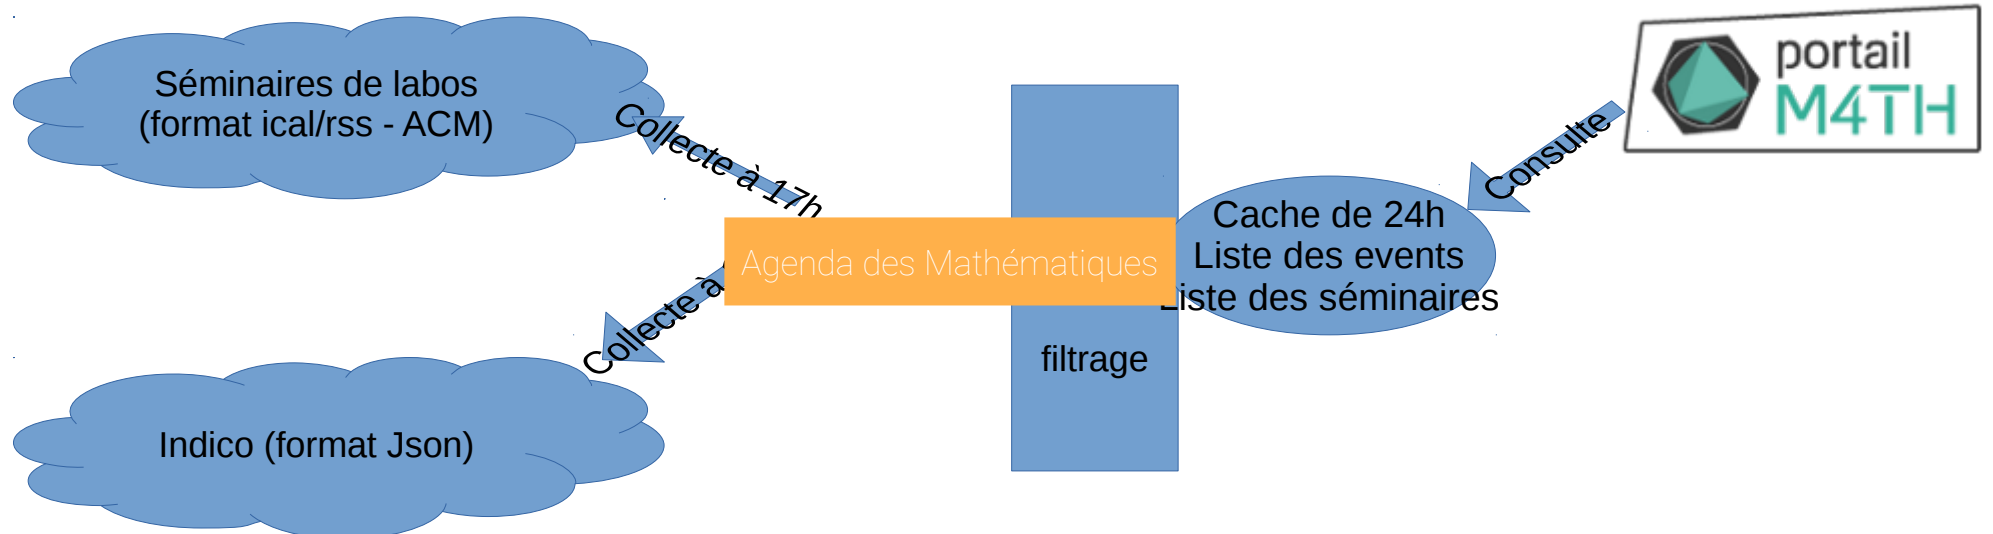 Séminaires de labos
(format ical/rss - ACM)
Collecte à 17h
portail
M4TH
Consulte
Cache de 24h
Liste des events
Liste des séminaires
Agenda des Mathématiques
Collecte à
filtrage
Indico (format Json)